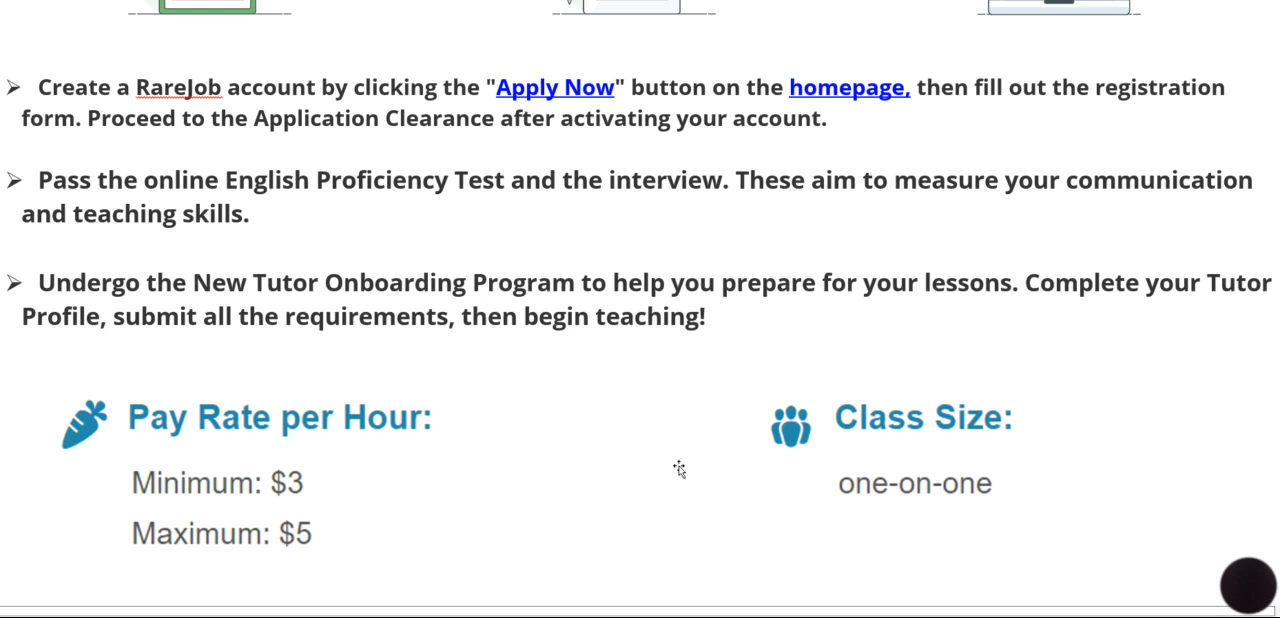 ➢ Create a RareJob account by clicking the "Apply Now" button on the homepage, then fill out the registration
form. Proceed to the Application Clearance after activating your account.
➢ Pass the online English Proficiency Test and the interview. These aim to measure your communication
and teaching skills.
➢ Undergo the New Tutor Onboarding Program to help you prepare for your lessons. Complete your Tutor
Profile, submit all the requirements, then begin teaching!
Pay Rate per Hour:
Minimum: $3
Maximum: $5
Class Size:
one-on-one